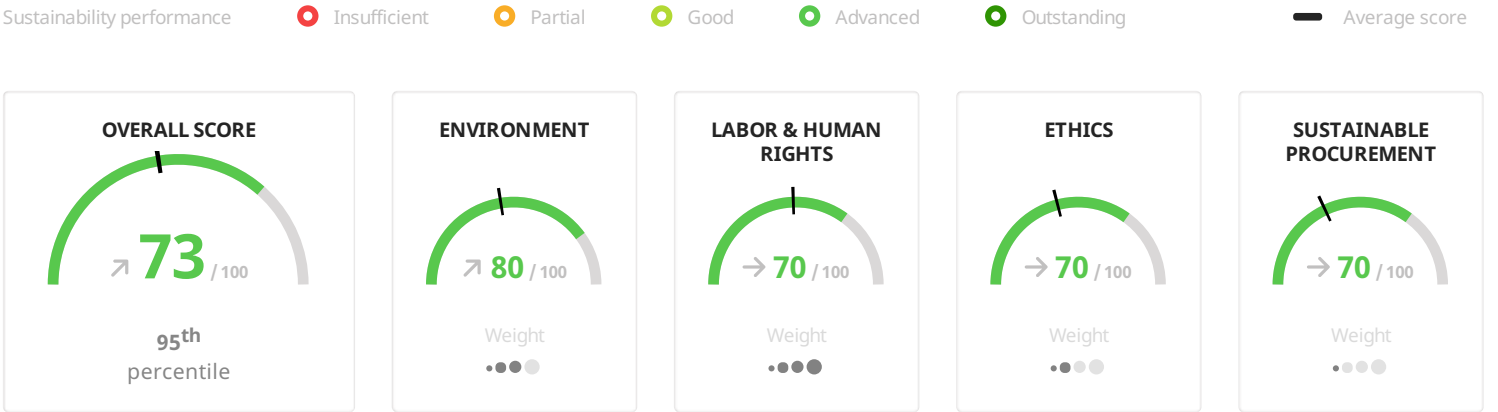 Sustainability performance Insufficient Partial Good Advanced Outstanding Average score
OVERALL SCORE
73 / 100
95th
percentile
ENVIRONMENT
80 / 100
Weight
LABOR & HUMAN
RIGHTS
70 / 100
Weight
ETHICS
70 / 100
Weight
SUSTAINABLE
PROCUREMENT
70 / 100
Weight